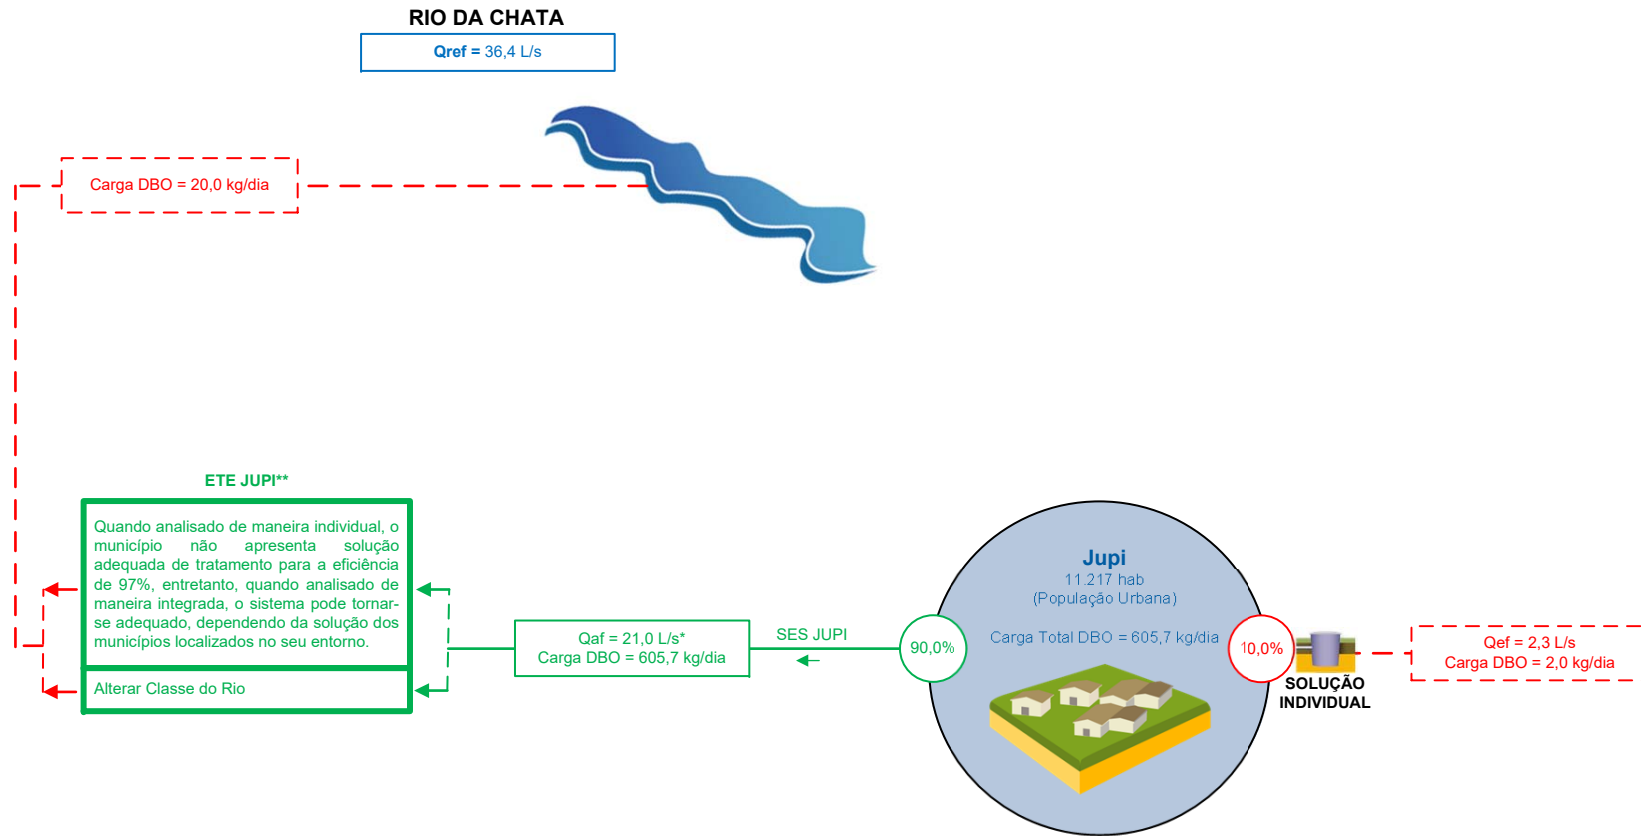 RIO DA CHATA
Qref = 36,4 L/s
Carga DBO = 20,0 kg/dia
ETE JUPI**
Quando analisado de maneira individual, o
município não apresenta solução
adequada de tratamento para a eficiência
de 97%, entretanto, quando analisado de
maneira integrada, o sistema pode tornar-
se adequado, dependendo da solução dos
municípios localizados no seu entorno.
Alterar Classe do Rio
Qaf = 21,0 L/s*
Carga DBO = 605,7 kg/dia
SES JUPI
90,0%
Jupi
11.217 hab
(População Urbana)
Carga Total DBO = 605,7 kg/dia
10,0%
SOLUÇÃO
INDIVIDUAL
Qef = 2,3 L/s
Carga DBO = 2,0 kg/dia